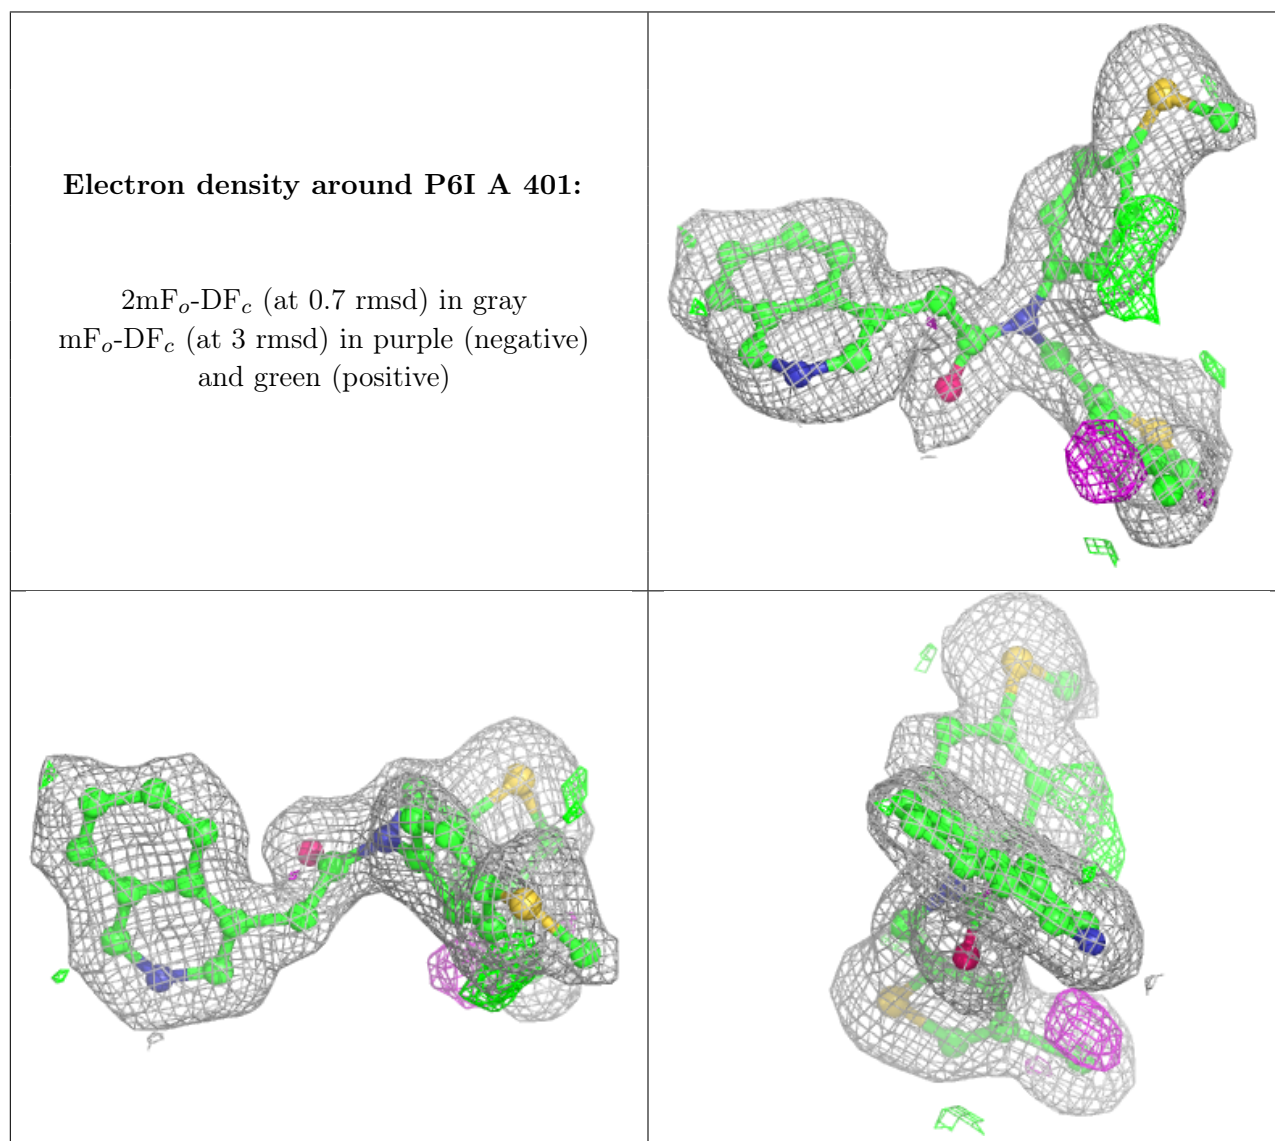 Electron density around P6I A 401:
2mFo-DFc (at 0.7 rmsd) in gray
mFo-DFc (at 3 rmsd) in purple (negative)
and green (positive)